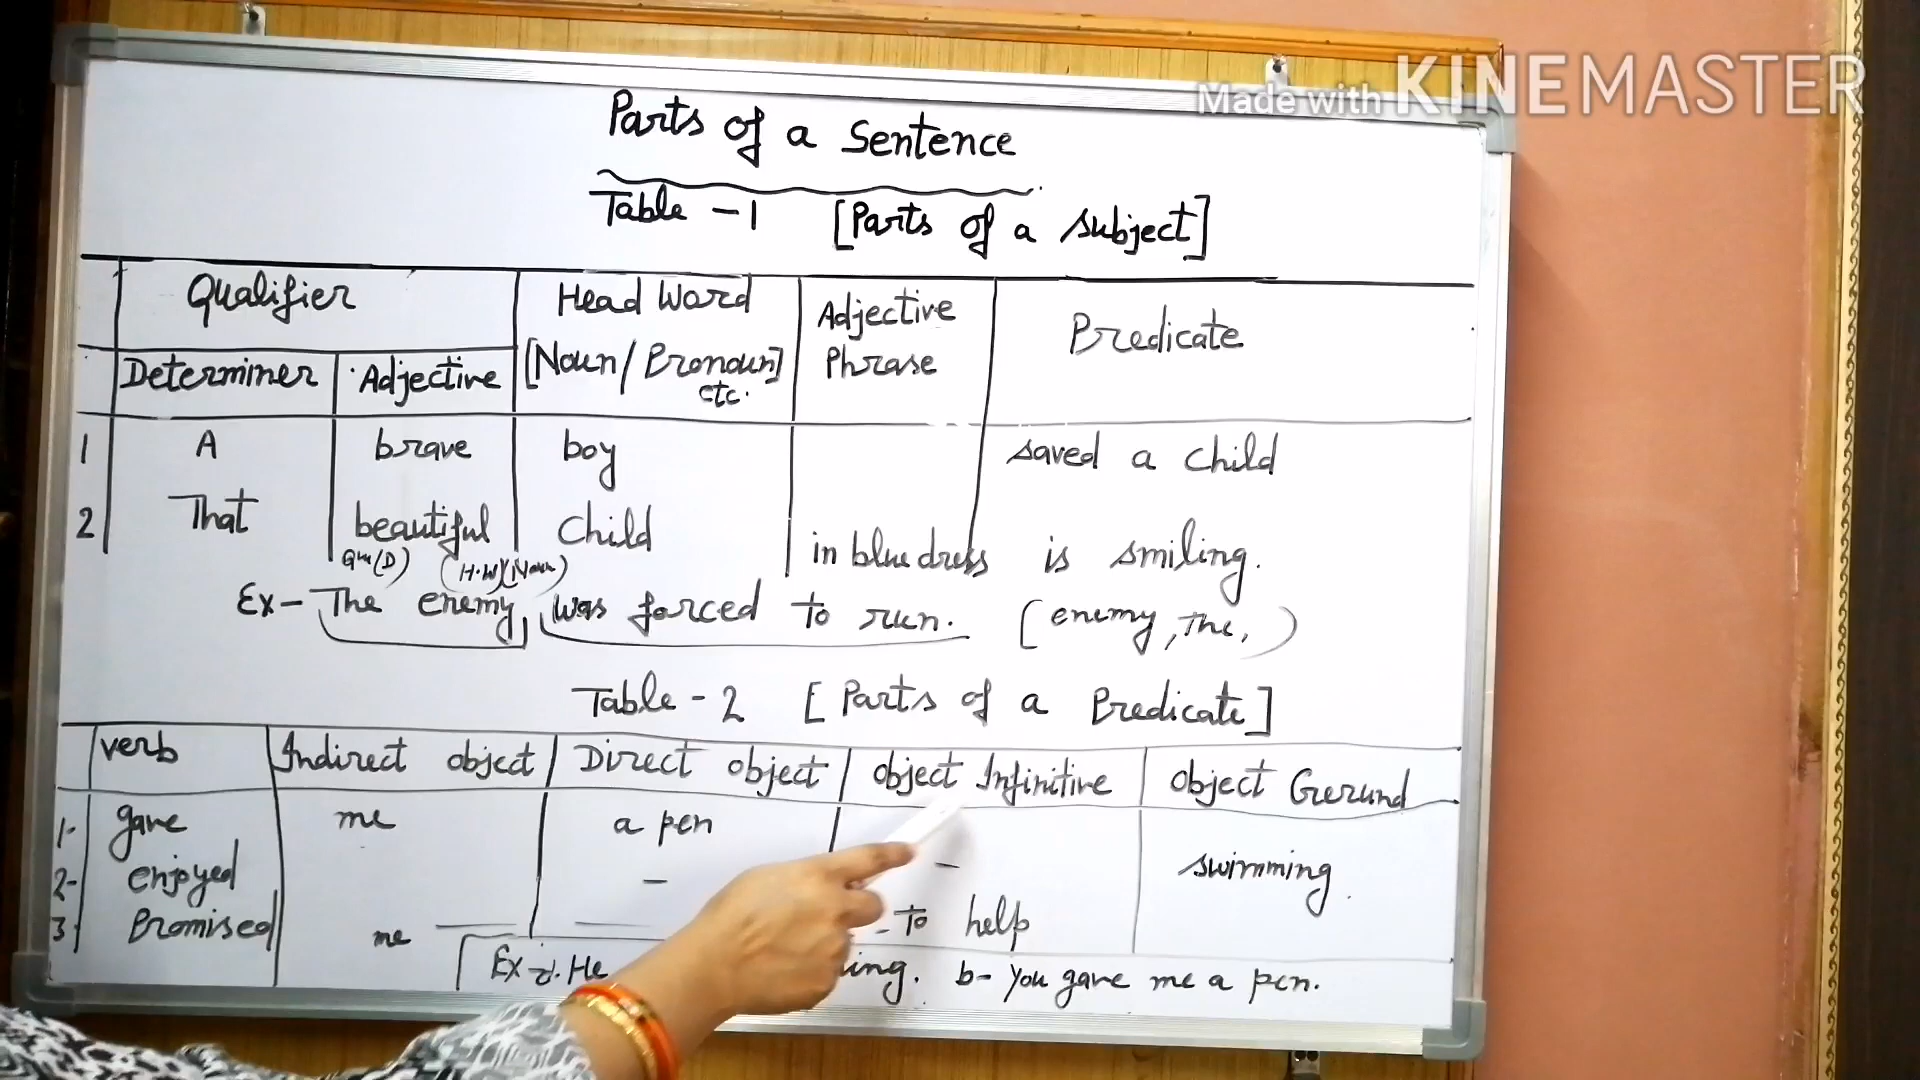 Made with KINEMASTER
Parts of a Sentence
Table - 1 [Parts of a subject]
Qualifier Head Word Adjective Predicate
Determiner Adjective [Noun / Pronoun] Phrase
etc.
1 A brave boy saved a child
2 That beautiful Child in blue dress is smiling.
(D) (H.W)(Noun)
Ex - The enemy was forced to run. [enemy, The,)
Table - 2 [Parts of a Predicate]
verb Indirect object Direct object object Infinitive object Gerund
1- gave me a pen
2- enjoyed - - swimming.
3. Promised me - to help
Ex He ing. b- You gave me a pen.